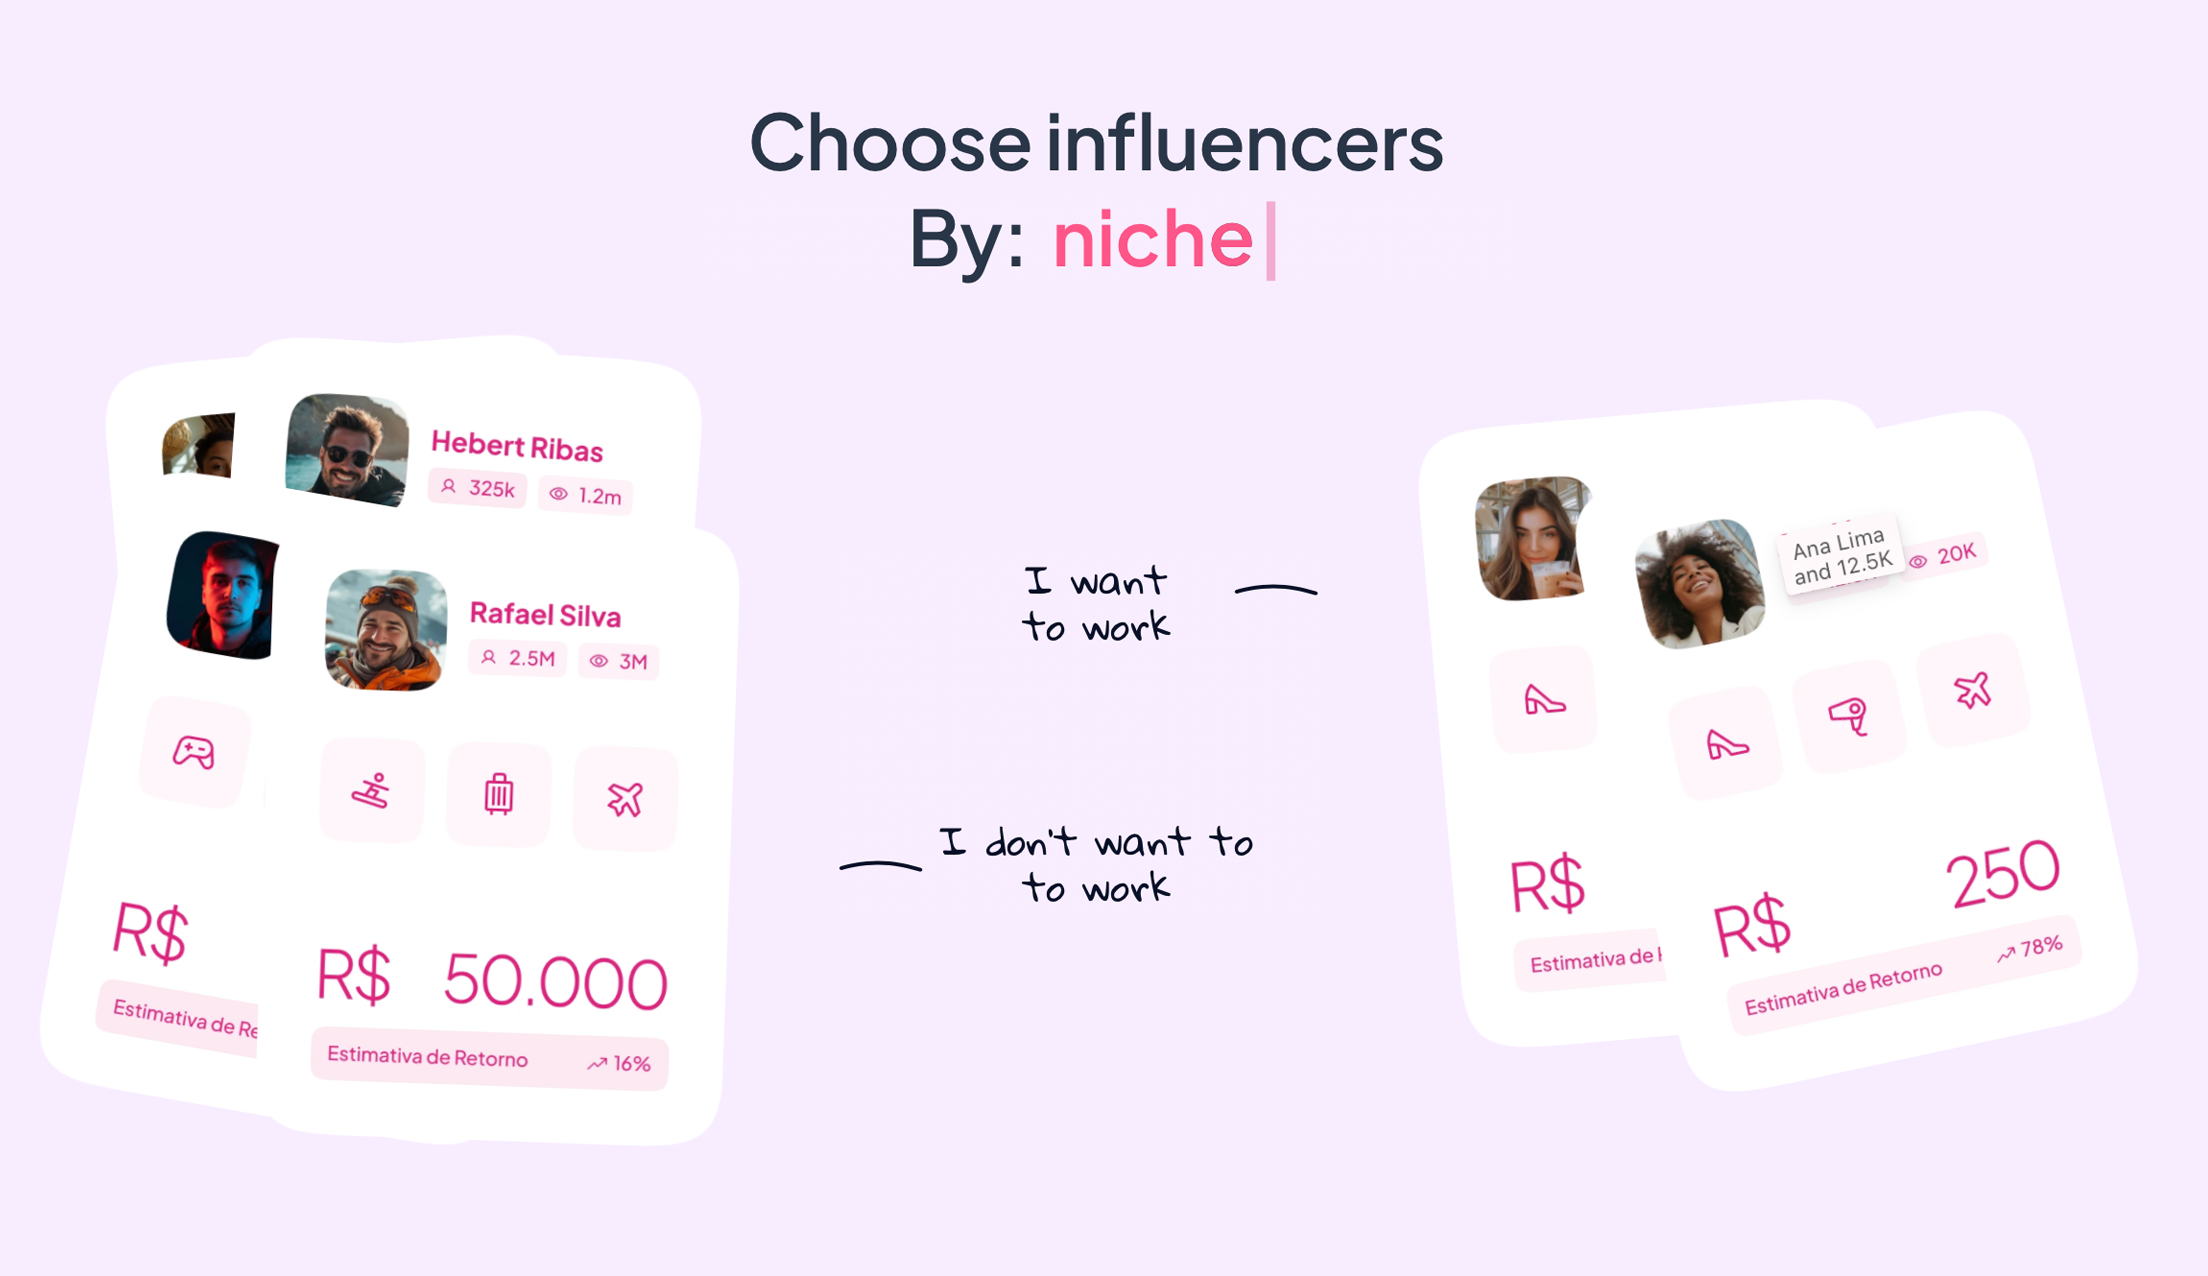 Choose influencers
By: niche
Hebert Ribas
325k 1.2m
Rafael Silva
2.5M 3M
R$
Estimativa de Re
R$ 50.000
Estimativa de Retorno 16%
I want
to work
I don't want to
to work
Ana Lima
and 12.5K
20K
R$
Estimativa de
R$ 250
Estimativa de Retorno 78%